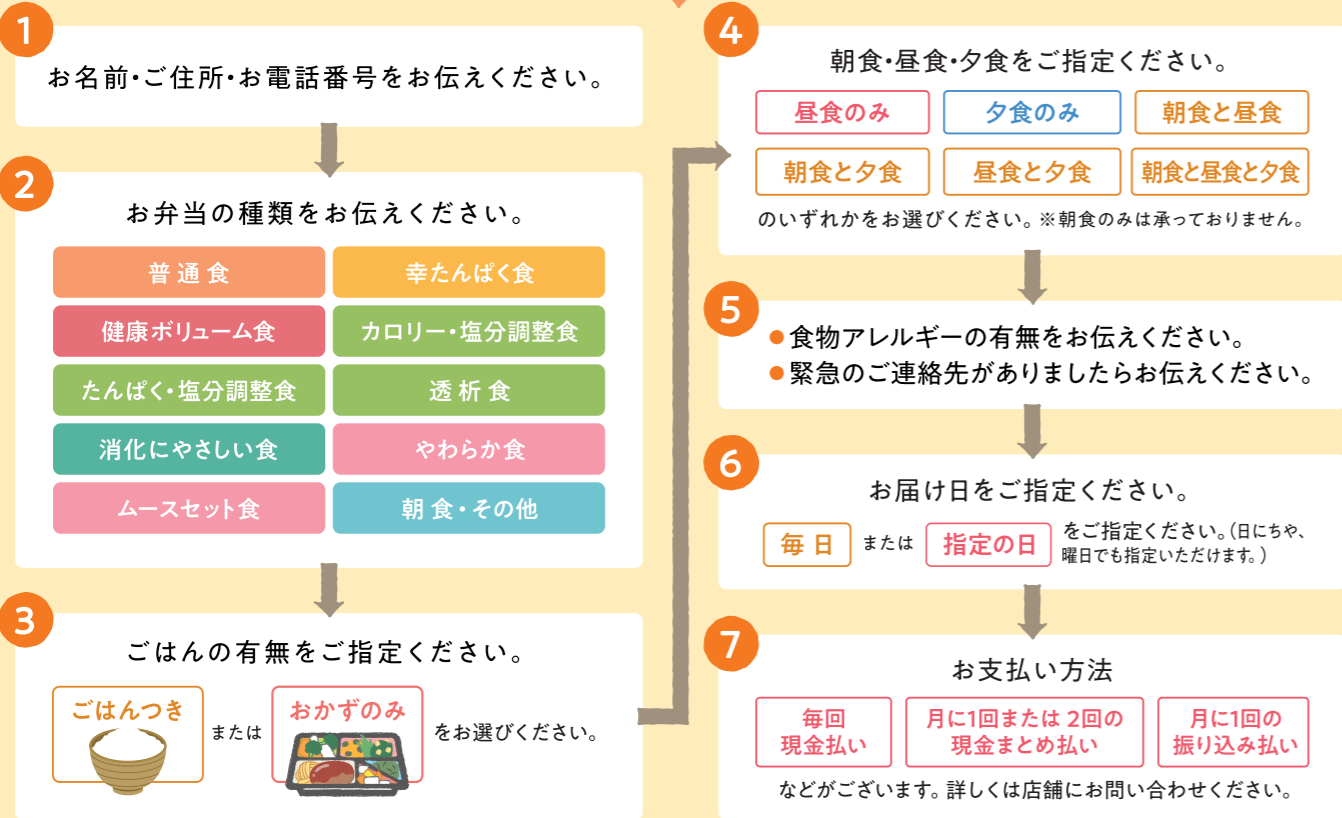 1
お名前・ご住所・お電話番号をお伝えください。
2
お弁当の種類をお伝えください。
普通食
幸たんぱく食
健康ボリューム食
カロリー・塩分調整食
たんぱく・塩分調整食
透析食
消化にやさしい食
やわらか食
ムースセット食
朝食・その他
3
ごはんの有無をご指定ください。
ごはんつき
または
おかずのみ
をお選びください。
4
朝食・昼食・夕食をご指定ください。
昼食のみ
夕食のみ
朝食と昼食
朝食と夕食
昼食と夕食
朝食と昼食と夕食
のいずれかをお選びください。※朝食のみは承っておりません。
5
●食物アレルギーの有無をお伝えください。
●緊急のご連絡先がありましたらお伝えください。
6
お届け日をご指定ください。
毎日
または
指定の日
をご指定ください。(日にちや、
曜日でも指定いただけます。)
7
お支払い方法
毎回
現金払い
月に1回または2回の
現金まとめ払い
月に1回の
振り込み払い
などがございます。詳しくは店舗にお問い合わせください。